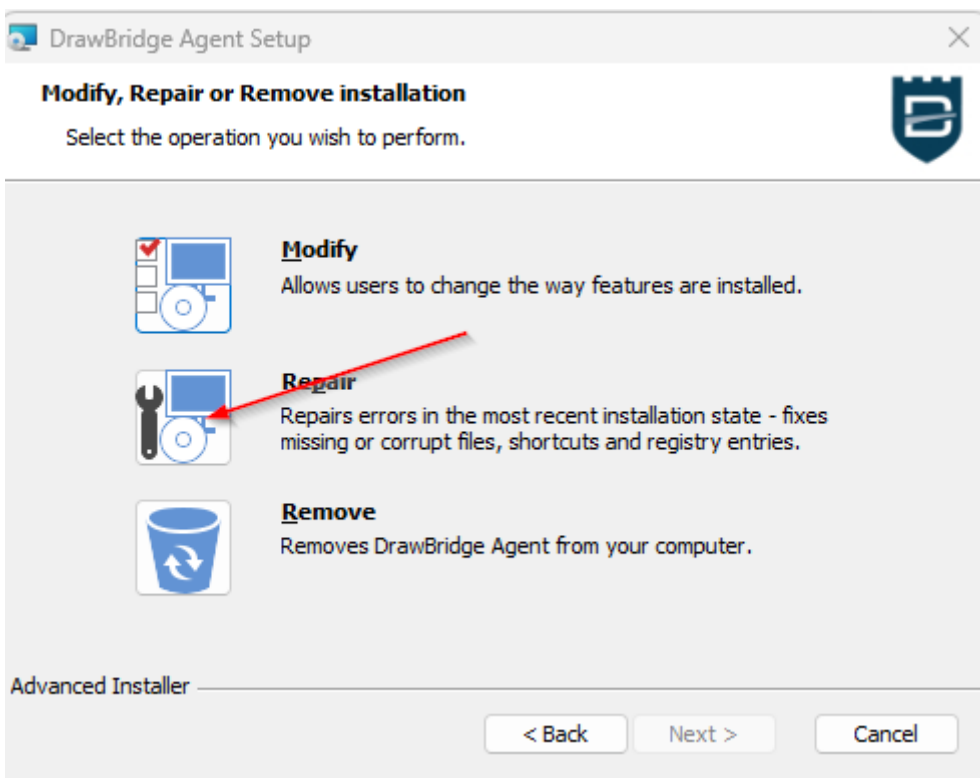 DrawBridge Agent Setup
Modify, Repair or Remove installation
Select the operation you wish to perform.
Modify
Allows users to change the way features are installed.
Repair
Repairs errors in the most recent installation state - fixes
missing or corrupt files, shortcuts and registry entries.
Remove
Removes DrawBridge Agent from your computer.
Advanced Installer
< Back
Next >
Cancel